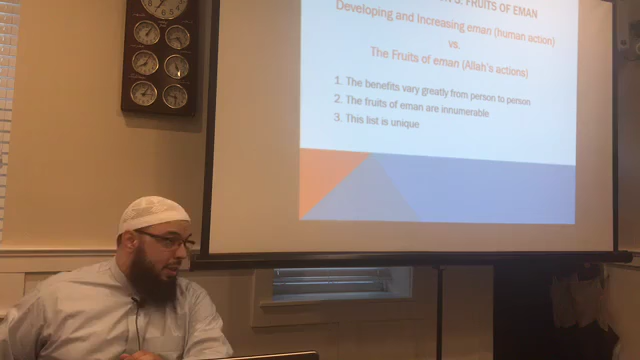 3: FRUITS OF EMAN
Developing and Increasing eman (human action)
vs.
The Fruits of eman (Allah's actions)
1. The benefits vary greatly from person to person
2. The fruits of eman are innumerable
3. This list is unique